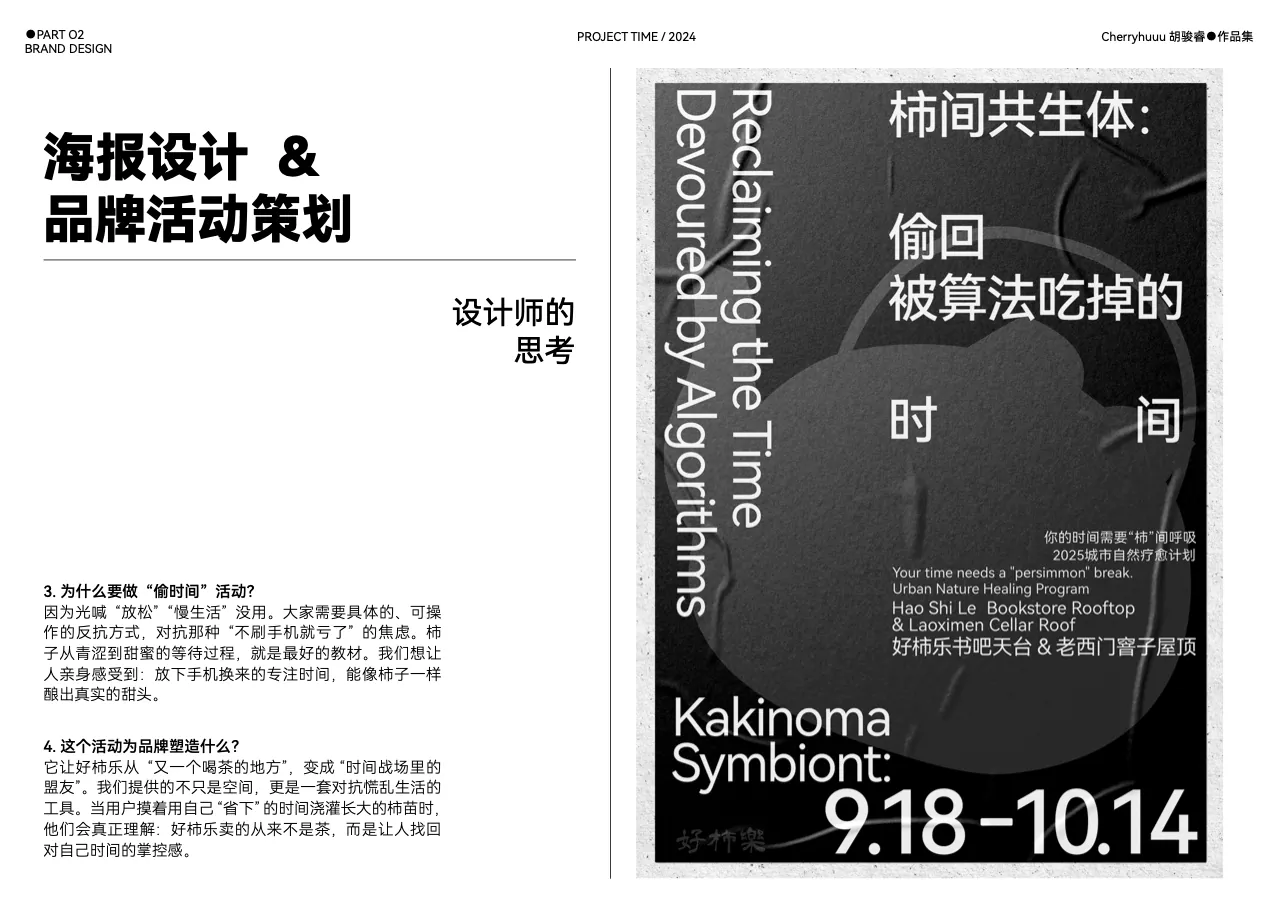 ●PART O2
BRAND DESIGN
PROJECT TIME / 2024
Cherryhuuu 胡骏睿●作品集
海报设计 &
品牌活动策划
设计师的
思考
3. 为什么要做“偷时间”活动?
因为光喊“放松”“慢生活”没用。大家需要具体的、可操
作的反抗方式，对抗那种“不刷手机就亏了”的焦虑。柿
子从青涩到甜蜜的等待过程，就是最好的教材。我们想让
人亲身感受到：放下手机换来的专注时间，能像柿子一样
酿出真实的甜头。
4. 这个活动为品牌塑造什么?
它让好柿乐从“又一个喝茶的地方”，变成“时间战场里的
盟友”。我们提供的不只是空间，更是一套对抗慌乱生活的
工具。当用户摸着用自己“省下”的时间浇灌长大的柿苗时，
他们会真正理解：好柿乐卖的从来不是茶，而是让人找回
对自己时间的掌控感。
Reclaiming the Time
Devoured by Algorithms
柿间共生体：
偷回
被算法吃掉的
时 间
你的时间需要“柿”间呼吸
2025城市自然疗愈计划
Your time needs a "persimmon" break.
Urban Nature Healing Program
Hao Shi Le Bookstore Rooftop
& Laoximen Cellar Roof
好柿乐书吧天台 & 老西门窖子屋顶
Kakinoma
Symbiont:
9.18-10.14
好柿樂